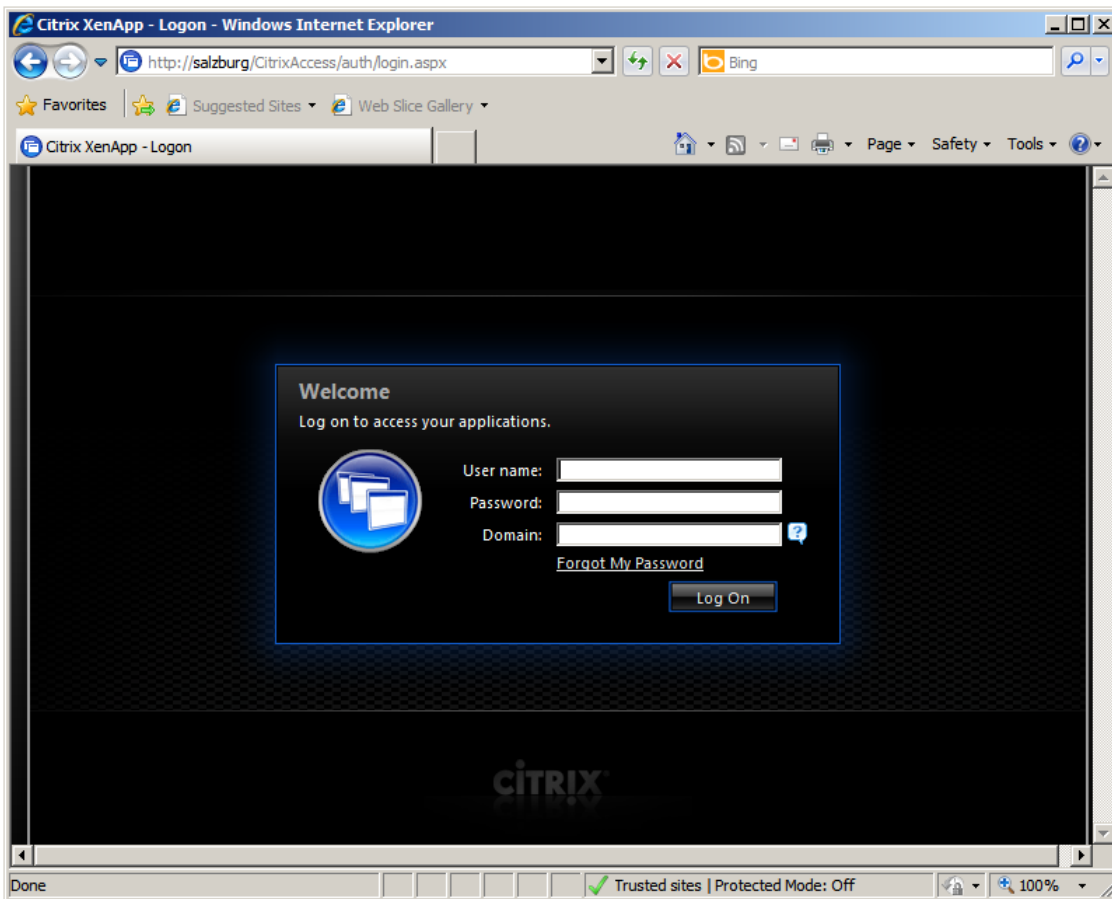 Citrix XenApp - Logon - Windows Internet Explorer
http://salzburg/CitrixAccess/auth/login.aspx
Bing
Favorites Suggested Sites Web Slice Gallery
Citrix XenApp - Logon
Page Safety Tools
Welcome
Log on to access your applications.
User name:
Password:
Domain:
Forgot My Password
Log On
CITRIX
Done Trusted sites | Protected Mode: Off 100%